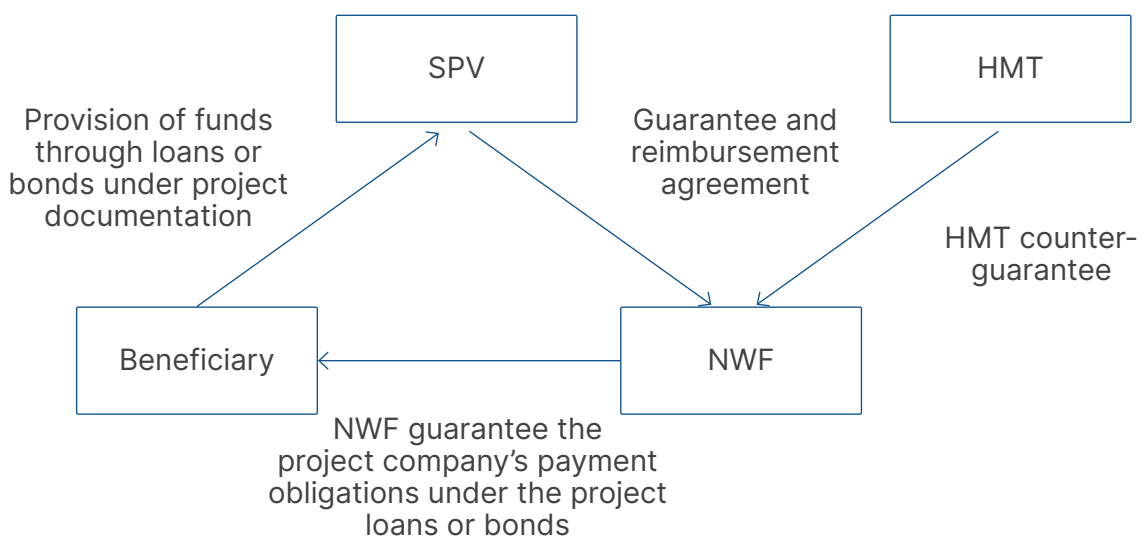 SPV
HMT
Provision of funds
through loans or
bonds under project
documentation
Guarantee and
reimbursement
agreement
HMT counter-
guarantee
Beneficiary
NWF
NWF guarantee the
project company’s payment
obligations under the project
loans or bonds